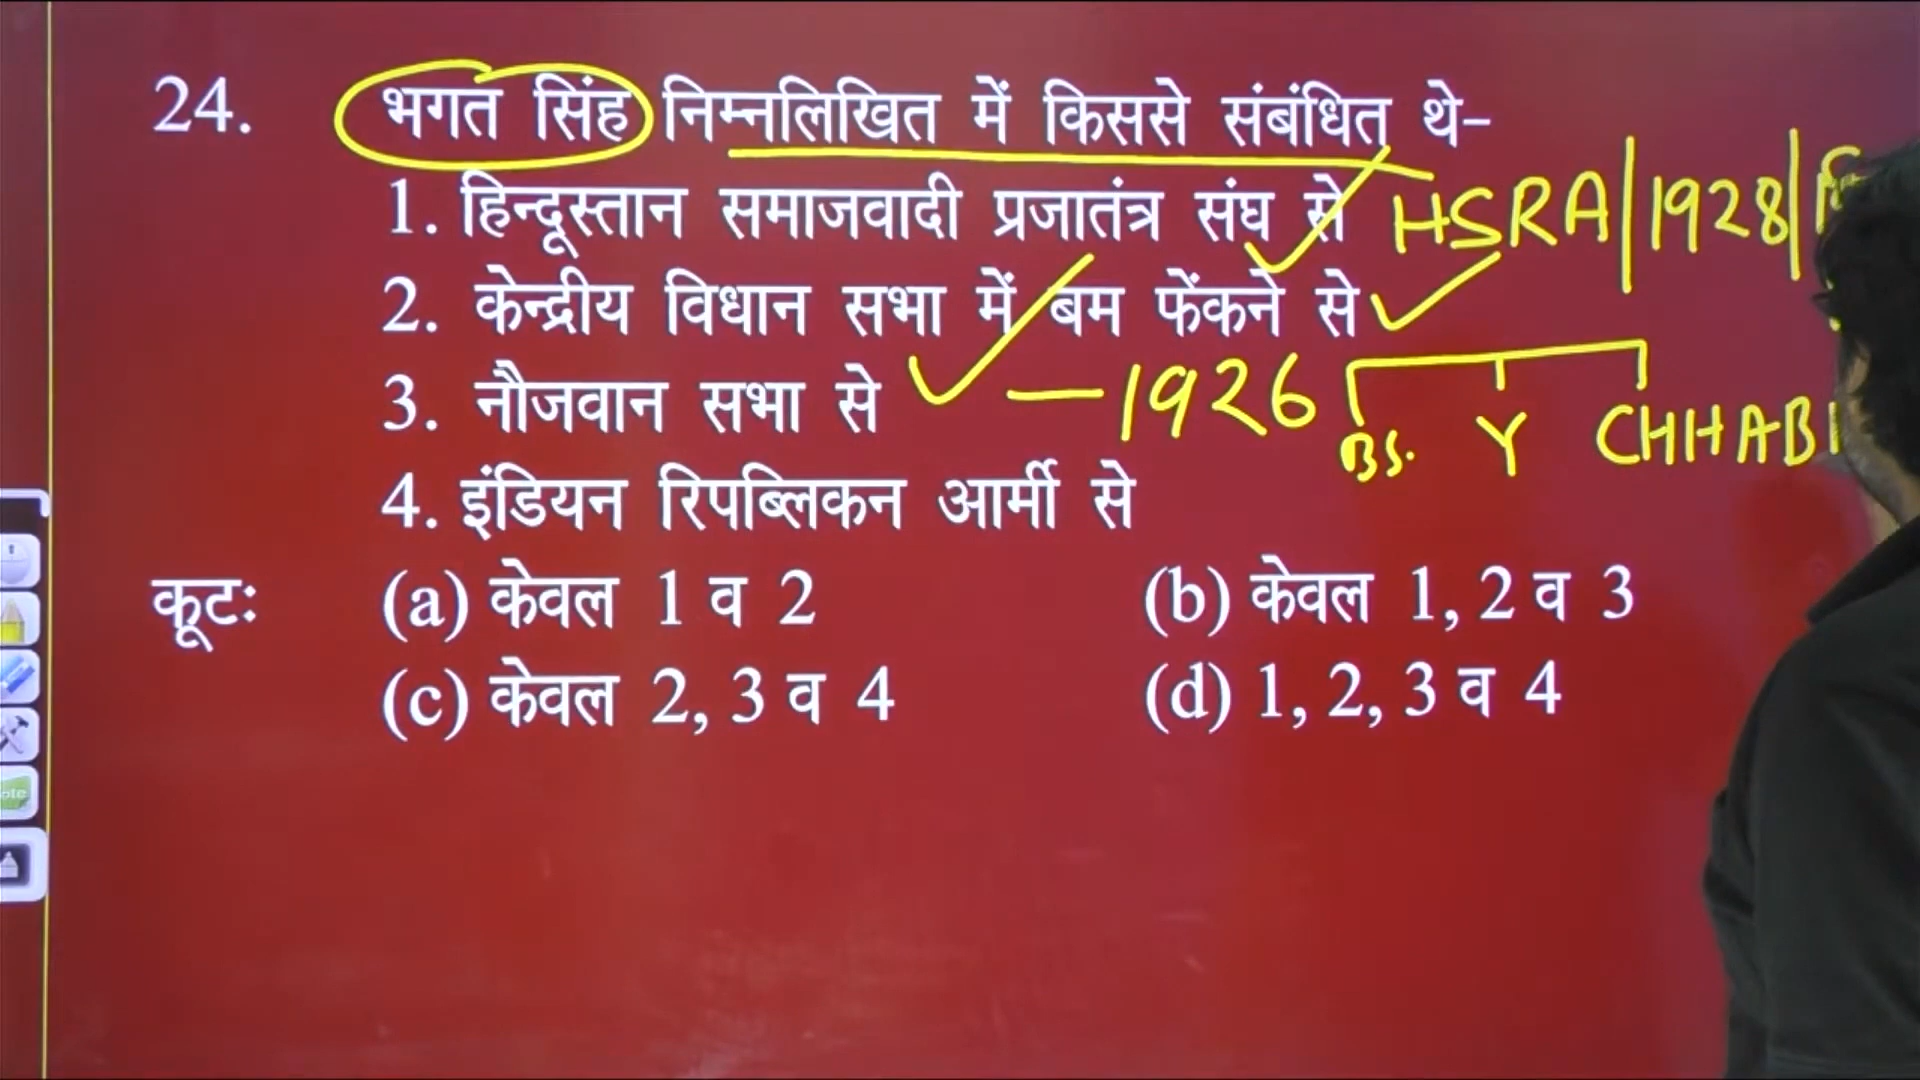 24. भगत सिंह निम्नलिखित में किससे संबंधित थे–
1. हिन्दूस्तान समाजवादी प्रजातंत्र संघ से HSRA|1928|
2. केन्द्रीय विधान सभा में बम फेंकने से
3. नौजवान सभा से — 1926
BS. Y CHHAB
4. इंडियन रिपब्लिकन आर्मी से
कूटः (a) केवल 1 व 2 (b) केवल 1, 2 व 3
(c) केवल 2, 3 व 4 (d) 1, 2, 3 व 4